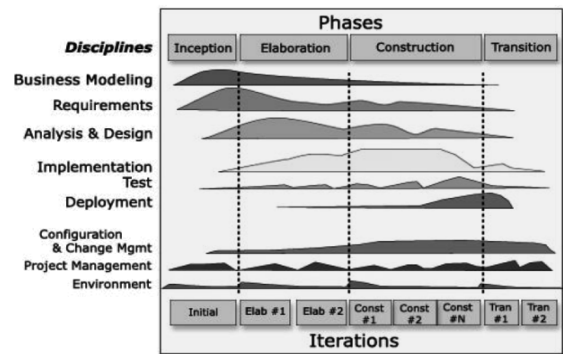 Phases
Disciplines
Inception Elaboration Construction Transition
Business Modeling
Requirements
Analysis & Design
Implementation
Test
Deployment
Configuration
& Change Mgmt
Project Management
Environment
Initial Elab #1 Elab #2 Const #1 Const #2 Const #N Tran #1 Tran #2
Iterations